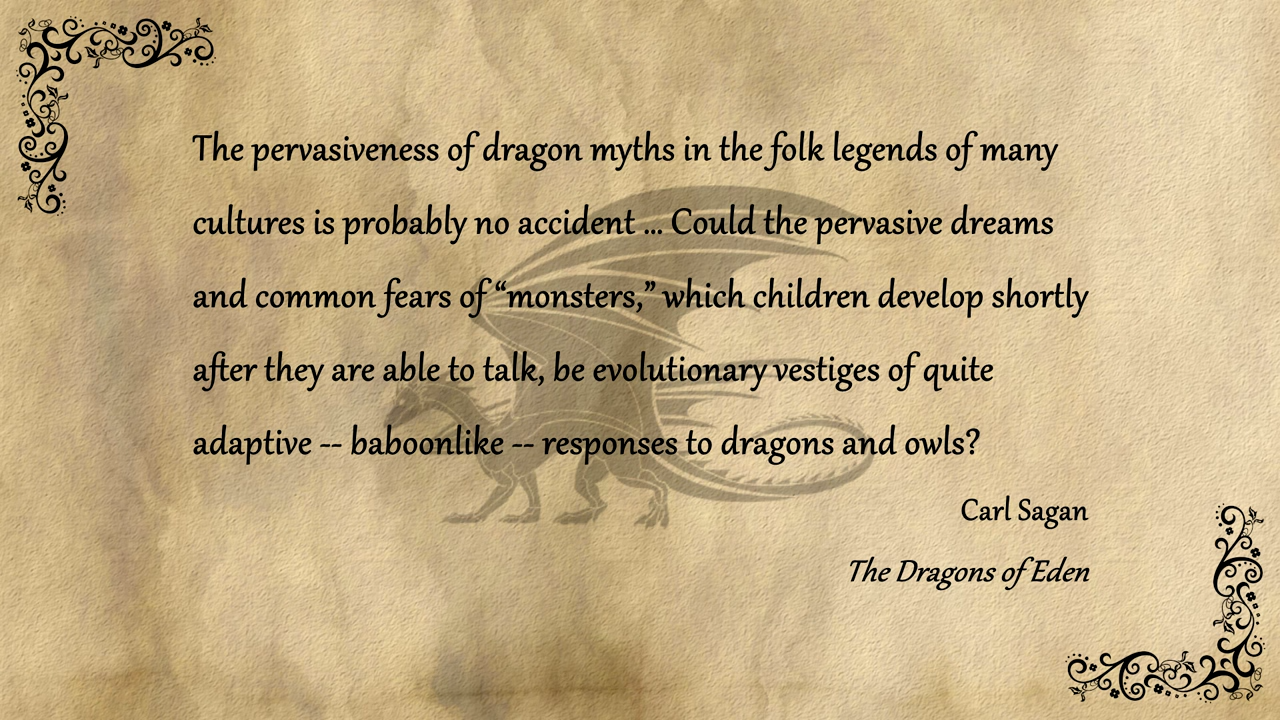 The pervasiveness of dragon myths in the folk legends of many
cultures is probably no accident ... Could the pervasive dreams
and common fears of “monsters,” which children develop shortly
after they are able to talk, be evolutionary vestiges of quite
adaptive -- baboonlike -- responses to dragons and owls?
Carl Sagan
The Dragons of Eden